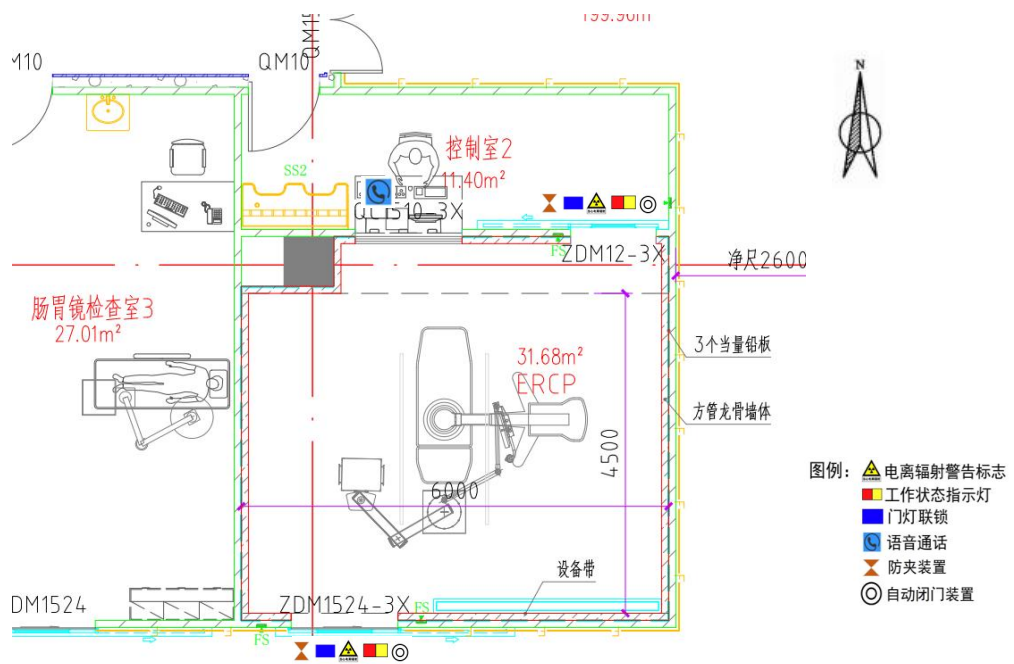 199.96m²
QM10
QM10
控制室2
11.40m²
SS2
QC1510-3X
FS
ZDM12-3X
净尺2600
N
肠胃镜检查室3
27.01m²
31.68m²
ERCP
3个当量铅板
方管龙骨墙体
4500
6000
设备带
ZDM1524-3X
FS
FS
DM1524
图例：
电离辐射警告标志
工作状态指示灯
门灯联锁
语音通话
防夹装置
自动闭门装置